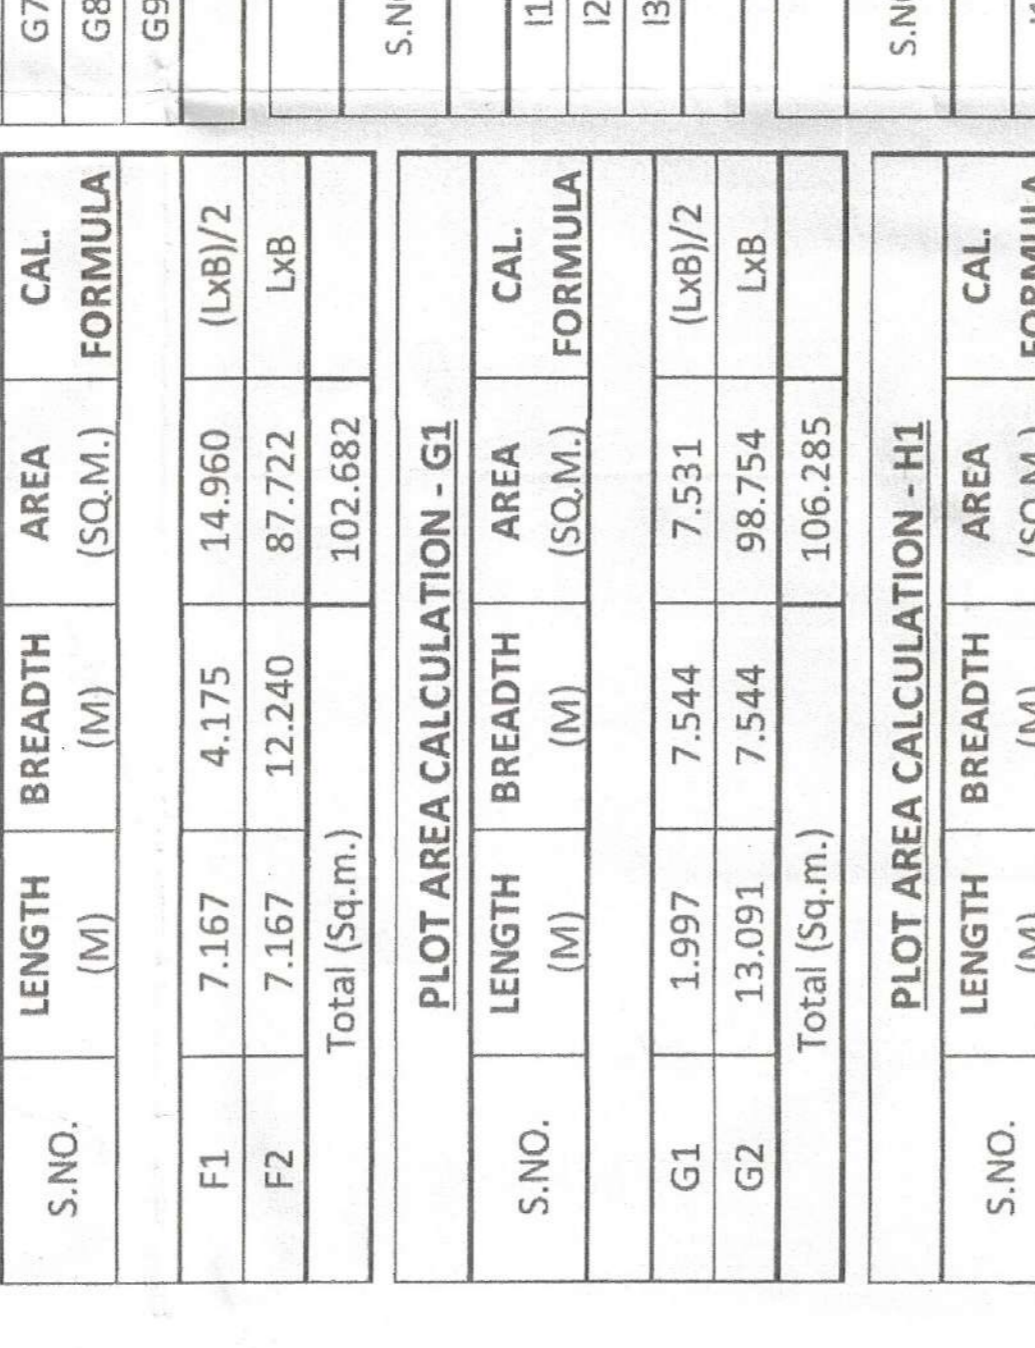 S.NO. LENGTH (M) BREADTH (M) AREA (SQ.M.) CAL. FORMULA
F1 7.167 4.175 14.960 (LxB)/2
F2 7.167 12.240 87.722 LxB
Total (Sq.m.) 102.682
PLOT AREA CALCULATION - G1
S.NO. LENGTH (M) BREADTH (M) AREA (SQ.M.) CAL. FORMULA
G1 1.997 7.544 7.531 (LxB)/2
G2 13.091 7.544 98.754 LxB
Total (Sq.m.) 106.285
PLOT AREA CALCULATION - H1
S.NO. LENGTH (M) BREADTH (M) AREA (SQ.M.) CAL. FORMULA
G7
G8
G9
I1
I2
I3